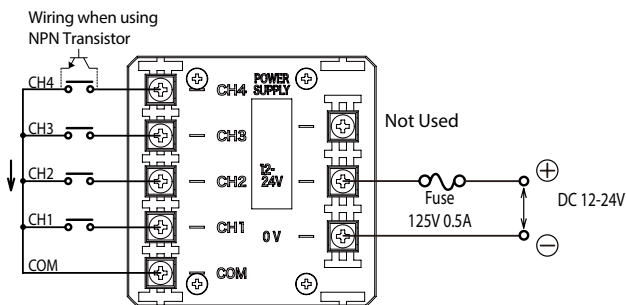 Wiring when using
NPN Transistor
CH4
CH3
CH2
CH1
COM
CH4
CH3
CH2
CH1
COM
POWER
SUPPLY
12-
24V
0 V
Not Used
Fuse
125V 0.5A
+
−
DC 12-24V